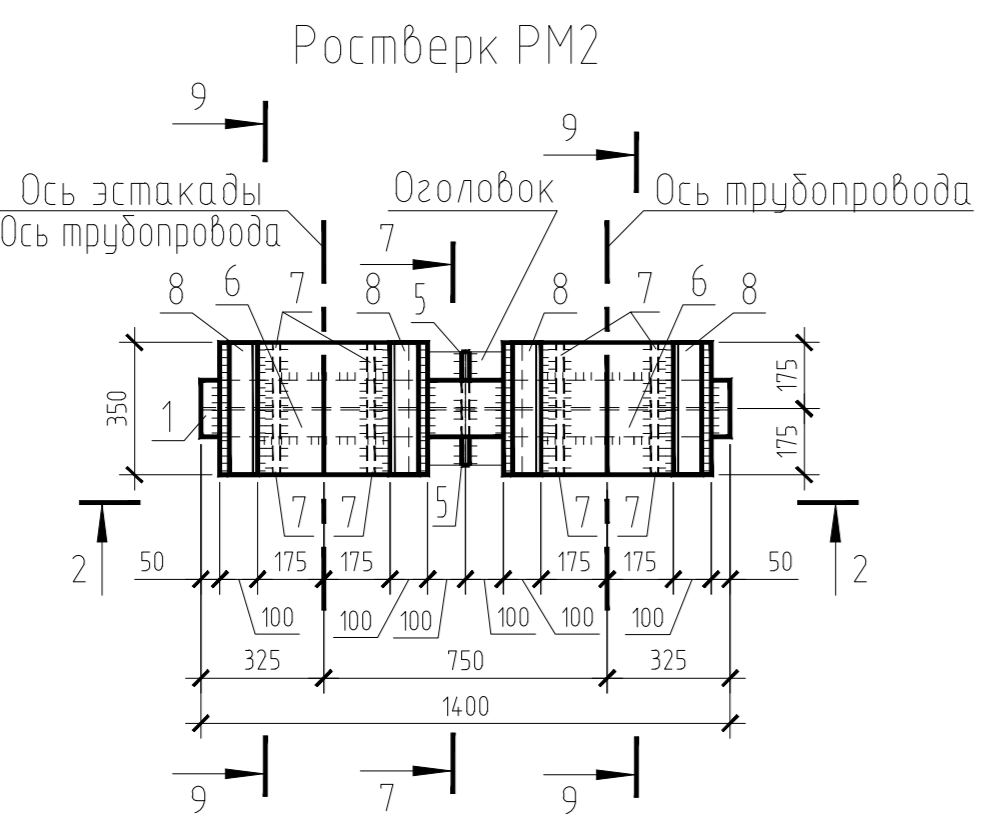 Ростверк РМ2
9
9
Ось эстакады
Оголовок
Ось трубопровода
Ось трубопровода
7
8 6 7 8 5 8 7 6 8
350
1
175
175
7 7 5 7 7
2
50 175 175 175 175 50
2
100 100 100 100 100 100
325 750 325
1400
9 7 9